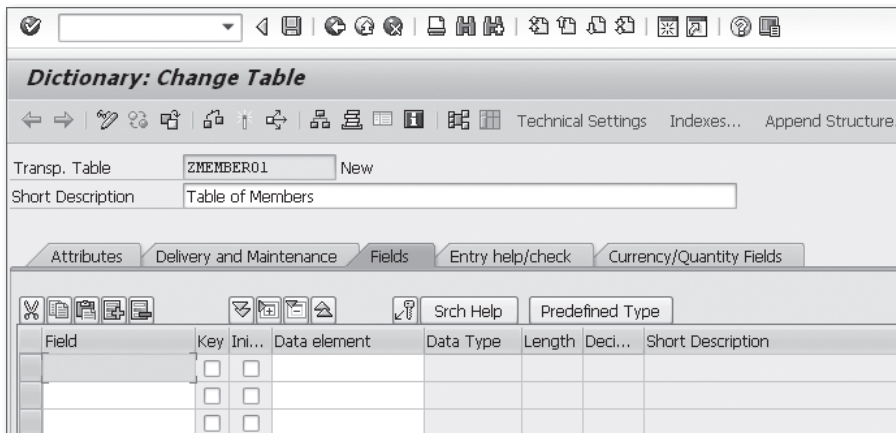 Dictionary: Change Table
Technical Settings Indexes... Append Structure
Transp. Table ZMEMBER01 New
Short Description Table of Members
Attributes Delivery and Maintenance Fields Entry help/check Currency/Quantity Fields
Srch Help Predefined Type
Field Key Ini... Data element Data Type Length Deci... Short Description